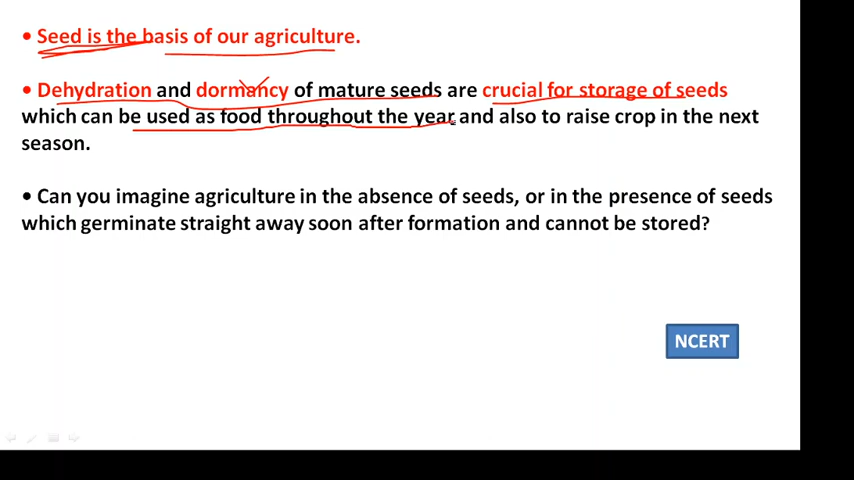 • Seed is the basis of our agriculture.
• Dehydration and dormancy of mature seeds are crucial for storage of seeds
which can be used as food throughout the year and also to raise crop in the next
season.
• Can you imagine agriculture in the absence of seeds, or in the presence of seeds
which germinate straight away soon after formation and cannot be stored?
NCERT